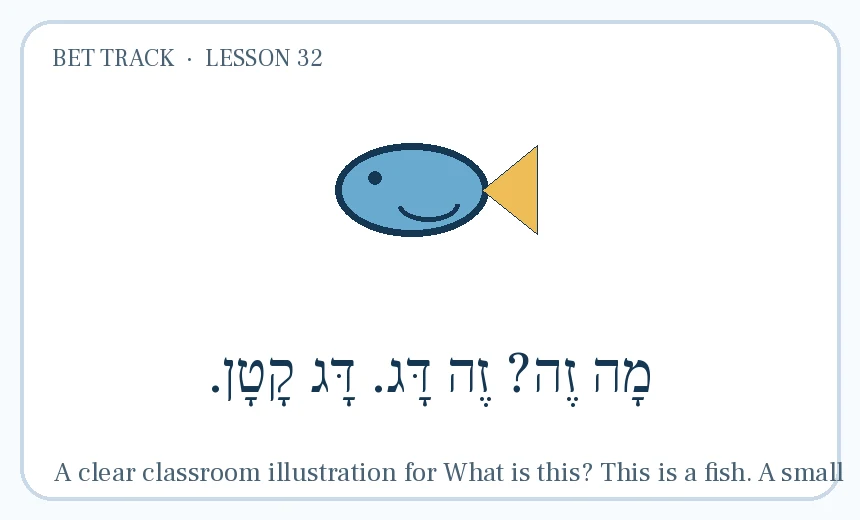 BET TRACK · LESSON 32
מָה זֶה? זֶה דָּג. דָּג קָטָן.
A clear classroom illustration for What is this? This is a fish. A small